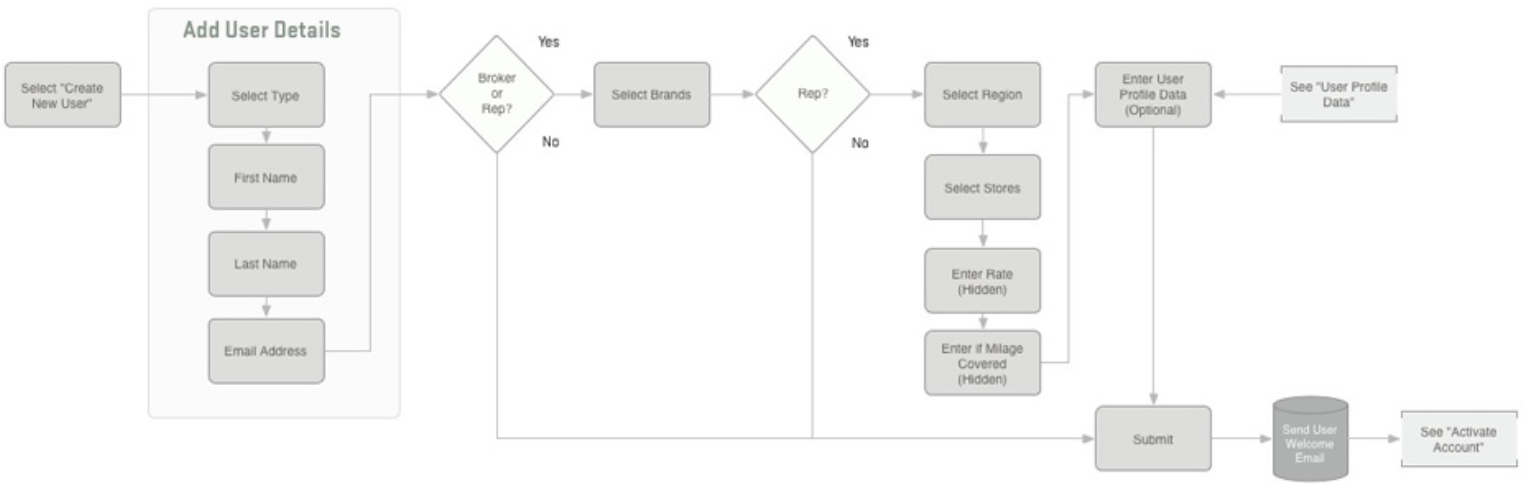 Add User Details
Select "Create
New User"
Select Type
First Name
Last Name
Email Address
Broker
or
Rep?
Yes
No
Select Brands
Rep?
Yes
No
Select Region
Select Stores
Enter Rate
(Hidden)
Enter if Milage
Covered
(Hidden)
Enter User
Profile Data
(Optional)
See "User Profile
Data"
Submit
Send User
Welcome
Email
See "Activate
Account"